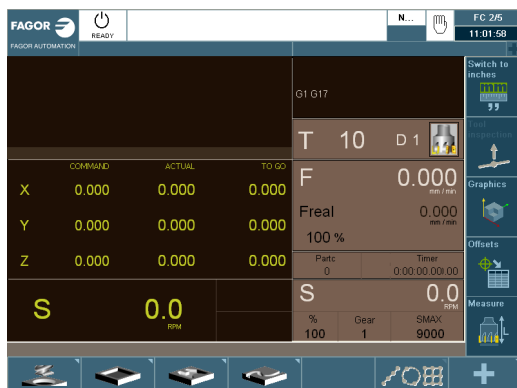 FAGOR
READY
N...
FC 2/5
11:01:58
FAGOR AUTOMATION
Switch to
inches
G1 G17
Tool
inspection
T 10 D 1
COMMAND ACTUAL TO GO
X 0.000 0.000 0.000
Y 0.000 0.000 0.000
Z 0.000 0.000 0.000
F 0.000
mm / min
Freal 0.000
mm / min
100 %
Graphics
Offsets
Partc Timer
0 0:00:00.00
S 0.0
RPM
S 0.0
RPM
% Gear SMAX
100 1 9000
Measure
L